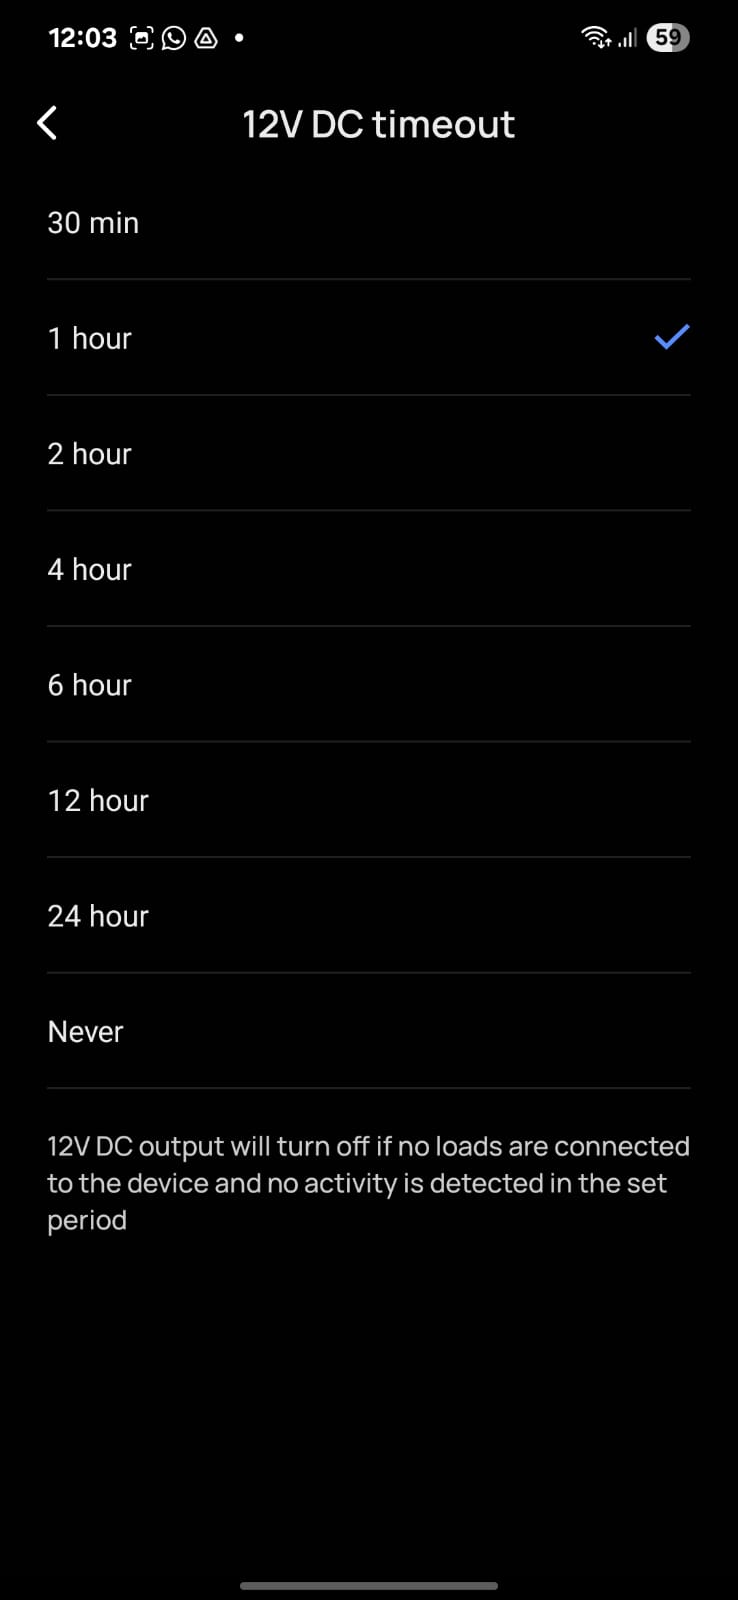 12:03
59
12V DC timeout
30 min
1 hour
2 hour
4 hour
6 hour
12 hour
24 hour
Never
12V DC output will turn off if no loads are connected
to the device and no activity is detected in the set
period